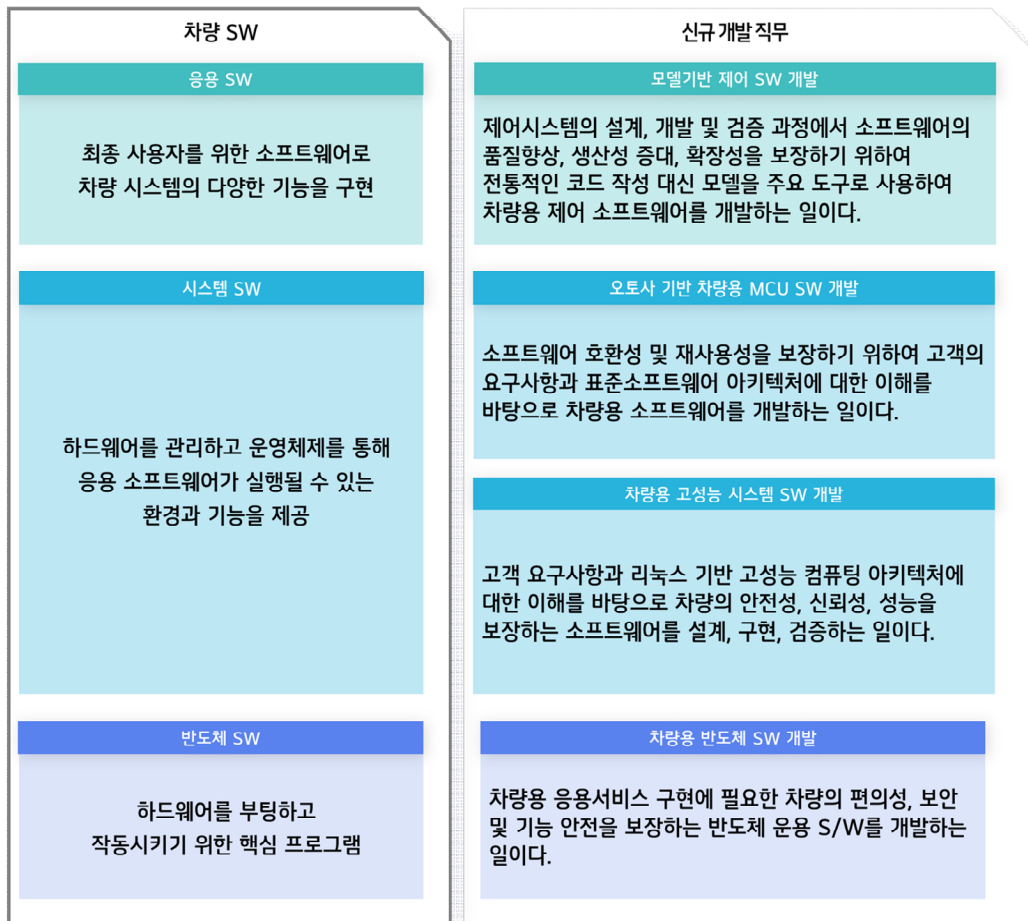 차량 SW
응용 SW
최종 사용자를 위한 소프트웨어로
차량 시스템의 다양한 기능을 구현
시스템 SW
하드웨어를 관리하고 운영체제를 통해
응용 소프트웨어가 실행될 수 있는
환경과 기능을 제공
반도체 SW
하드웨어를 부팅하고
작동시키기 위한 핵심 프로그램
신규 개발 직무
모델기반 제어 SW 개발
제어시스템의 설계, 개발 및 검증 과정에서 소프트웨어의
품질향상, 생산성 증대, 확장성을 보장하기 위하여
전통적인 코드 작성 대신 모델을 주요 도구로 사용하여
차량용 제어 소프트웨어를 개발하는 일이다.
오토사 기반 차량용 MCU SW 개발
소프트웨어 호환성 및 재사용성을 보장하기 위하여 고객의
요구사항과 표준소프트웨어 아키텍처에 대한 이해를
바탕으로 차량용 소프트웨어를 개발하는 일이다.
차량용 고성능 시스템 SW 개발
고객 요구사항과 리눅스 기반 고성능 컴퓨팅 아키텍처에
대한 이해를 바탕으로 차량의 안전성, 신뢰성, 성능을
보장하는 소프트웨어를 설계, 구현, 검증하는 일이다.
차량용 반도체 SW 개발
차량용 응용서비스 구현에 필요한 차량의 편의성, 보안
및 기능 안전을 보장하는 반도체 운용 S/W를 개발하는
일이다.